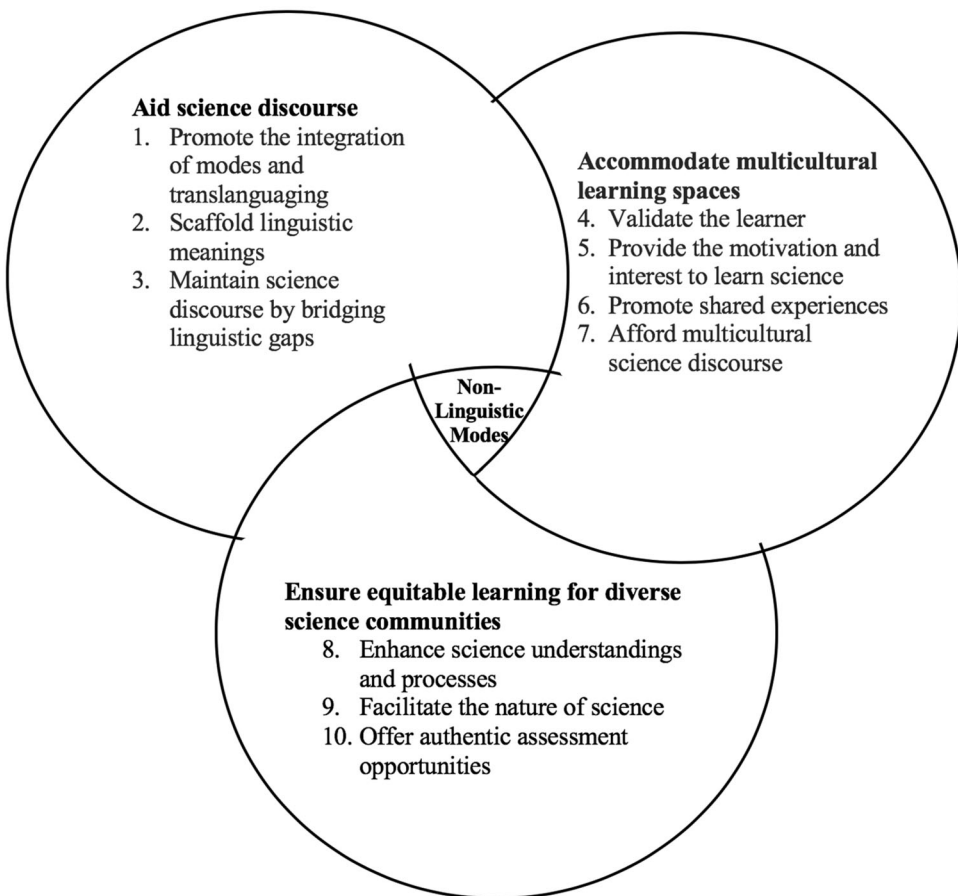 Aid science discourse
1. Promote the integration
of modes and
translanguaging
2. Scaffold linguistic
meanings
3. Maintain science
discourse by bridging
linguistic gaps
Accommodate multicultural
learning spaces
4. Validate the learner
5. Provide the motivation and
interest to learn science
6. Promote shared experiences
7. Afford multicultural
science discourse
Non-
Linguistic
Modes
Ensure equitable learning for diverse
science communities
8. Enhance science understandings
and processes
9. Facilitate the nature of science
10. Offer authentic assessment
opportunities